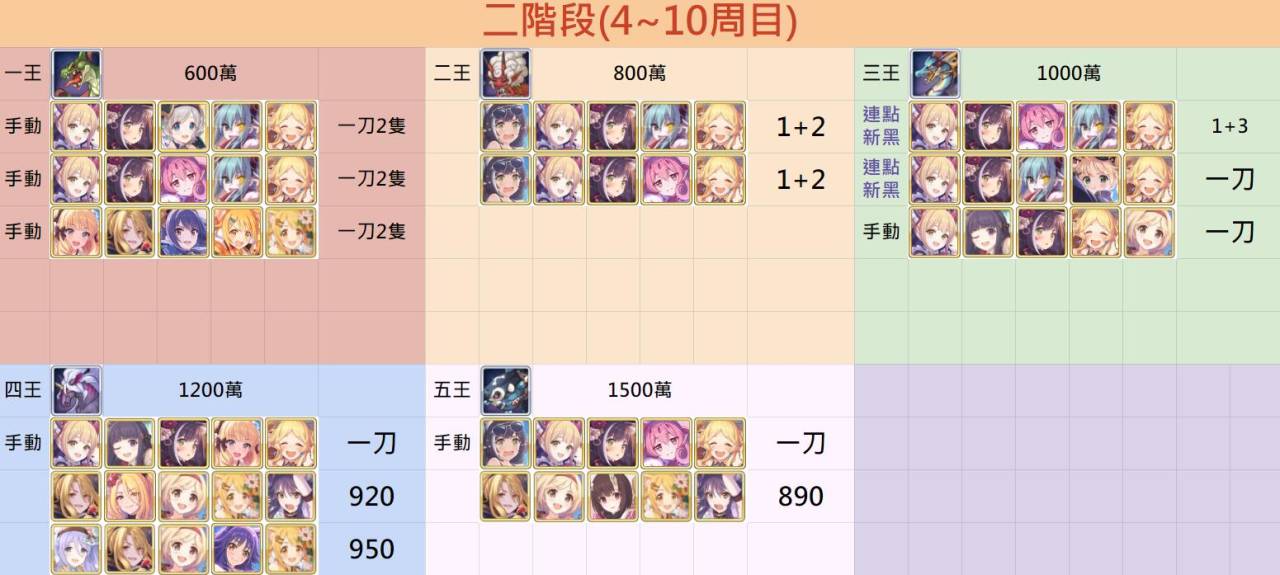 二階段(4~10周目)
一王 600萬
手動 一刀2隻
手動 一刀2隻
手動 一刀2隻
二王 800萬
1+2
1+2
三王 1000萬
連點
新黑
1+3
連點
新黑
一刀
手動 一刀
四王 1200萬
手動 一刀
920
950
五王 1500萬
手動 一刀
890